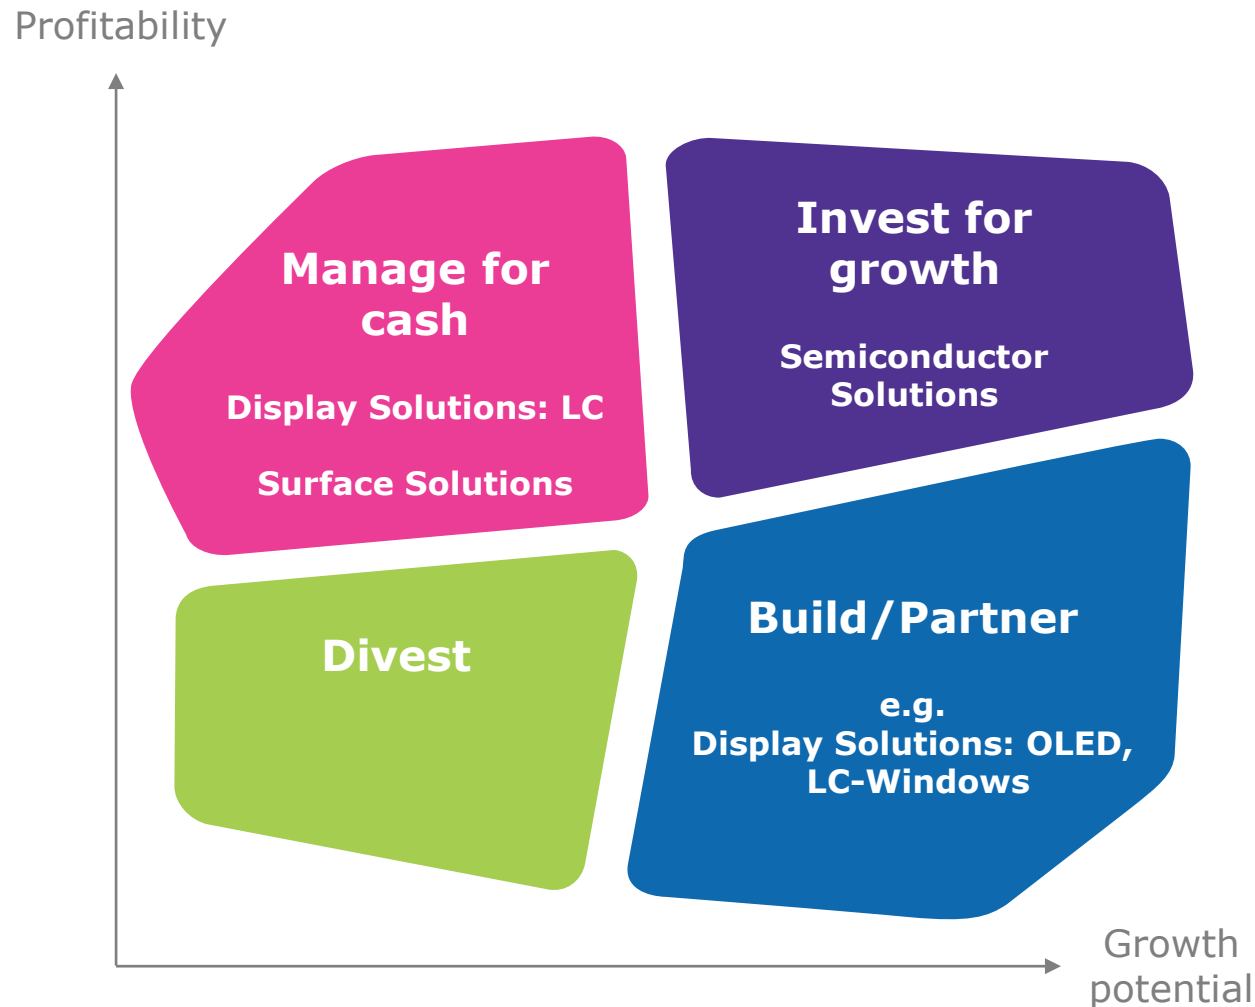 Profitability
Manage for
cash
Display Solutions: LC
Surface Solutions
Invest for
growth
Semiconductor
Solutions
Divest
Build/Partner
e.g.
Display Solutions: OLED,
LC–Windows
Growth
potential